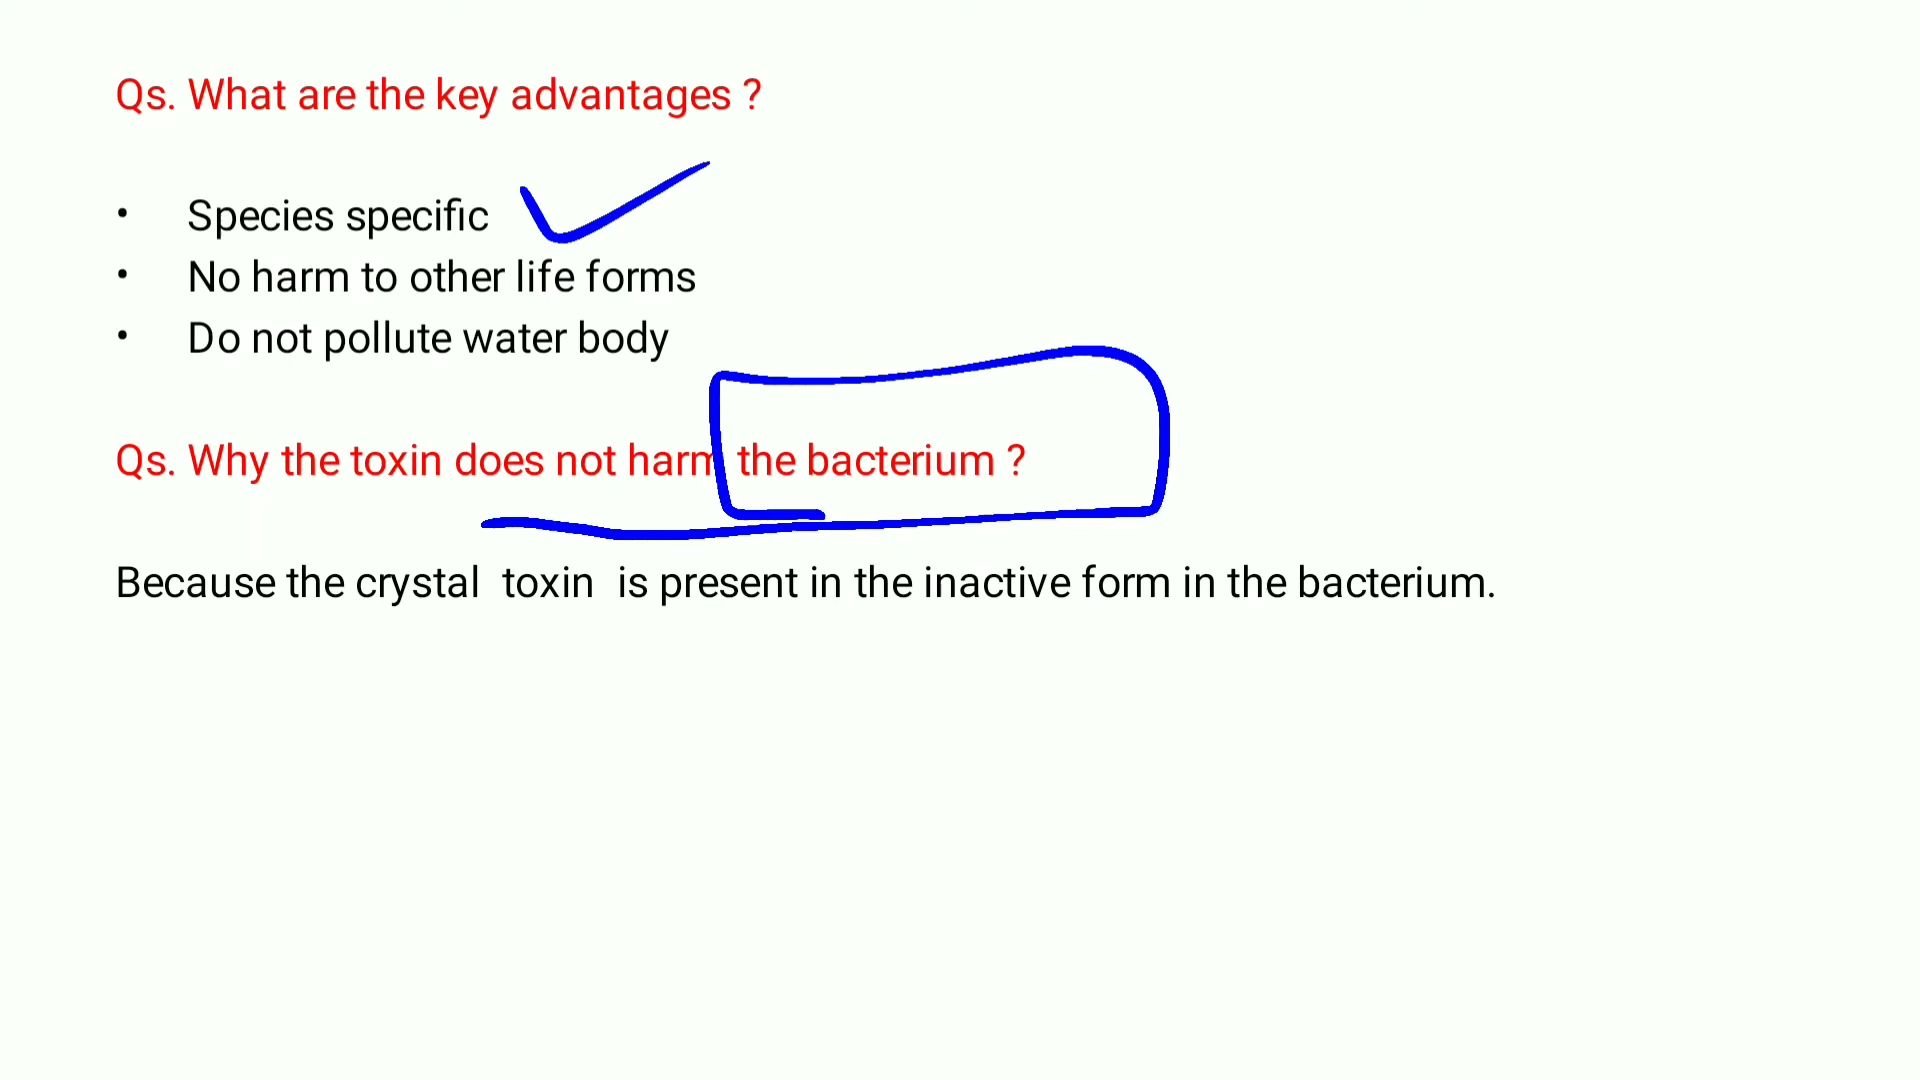 Qs. What are the key advantages ?
• Species specific
• No harm to other life forms
• Do not pollute water body
Qs. Why the toxin does not harm the bacterium ?
Because the crystal toxin is present in the inactive form in the bacterium.